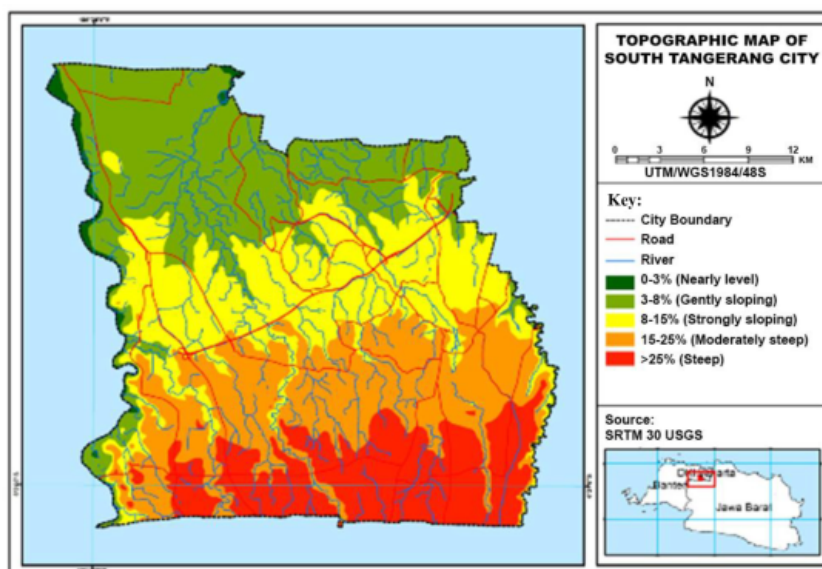 TOPOGRAPHIC MAP OF
SOUTH TANGERANG CITY
N
0 3 6 9 12
KM
UTM/WGS1984/48S
Key:
City Boundary
Road
River
0-3% (Nearly level)
3-8% (Gently sloping)
8-15% (Strongly sloping)
15-25% (Moderately steep)
>25% (Steep)
Source:
SRTM 30 USGS
Banten
Jawa Barat